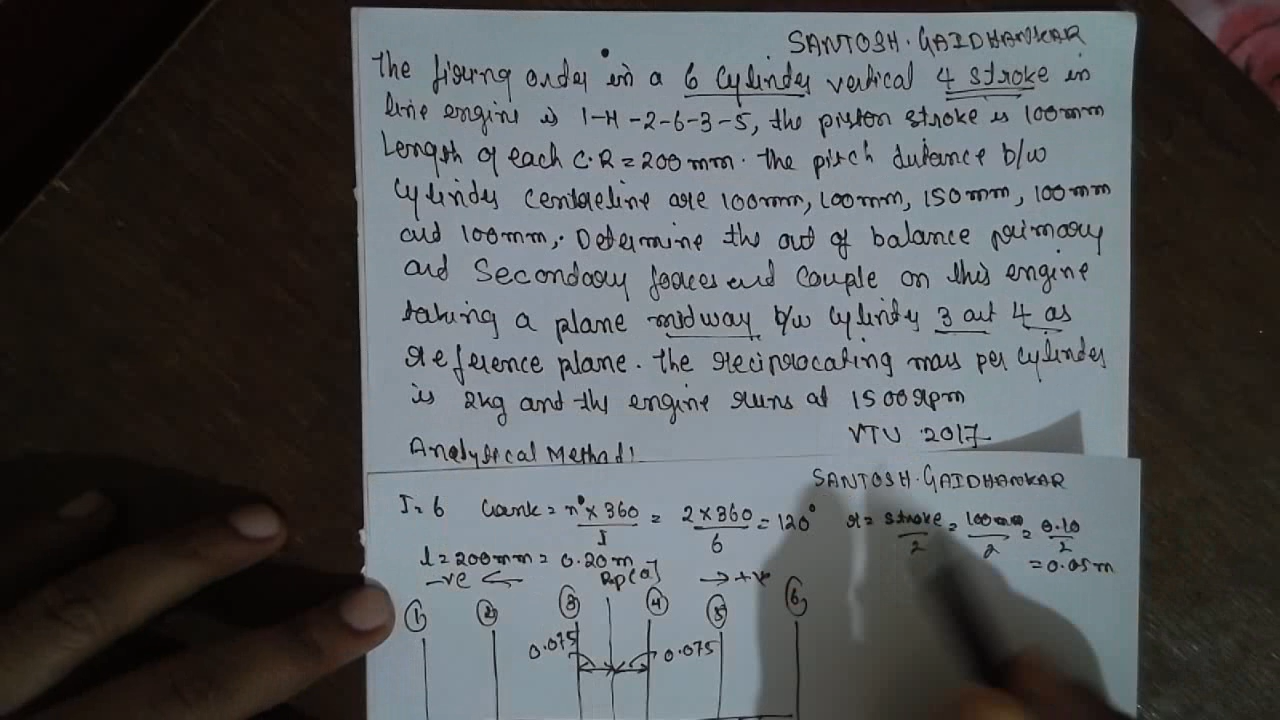 SANTOSH. GAIDHANKAR
The firing order in a 6 cylinder vertical 4 stroke in
line engine is 1-4-2-6-3-5, the piston stroke is 100mm
Length of each C.R = 200mm. the pitch distance b/w
cylinder centreline are 100mm, 100mm, 150mm, 100mm
and 100mm,. Determine the out of balance primary
and Secondary forces and couple on this engine
taking a plane midway b/w cylinder 3 and 4 as
reference plane. the reciprocating mass per cylinder
is 2kg and the engine runs at 1500rpm
VTU 2017
Analytical Method:
SANTOSH. GAIDHANKAR
I = 6 Crank = n° × 360 / I = 2 × 360 / 6 = 120° r = stroke / 2 = 100mm / 2 = 0.10 / 2
= 0.05m
l = 200mm = 0.20m
-ve ← Rp(a) → +ve
1 2 3 4 5 6
0.075 0.075